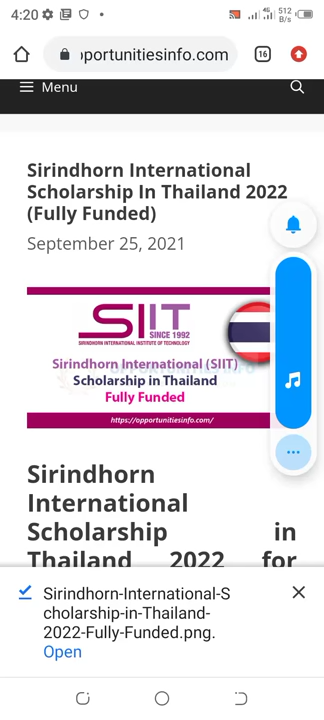 4:20
4G
512
B/s
pportunitiesinfo.com
16
Menu
Sirindhorn International
Scholarship In Thailand 2022
(Fully Funded)
September 25, 2021
SIIT
SINCE 1992
SIRINDHORN INTERNATIONAL INSTITUTE OF TECHNOLOGY
Sirindhorn International (SIIT)
Scholarship in Thailand
Fully Funded
https://opportunitiesinfo.com/
Sirindhorn
International
Scholarship in
Thailand 2022 for
Sirindhorn-International-S
cholarship-in-Thailand-
2022-Fully-Funded.png.
Open